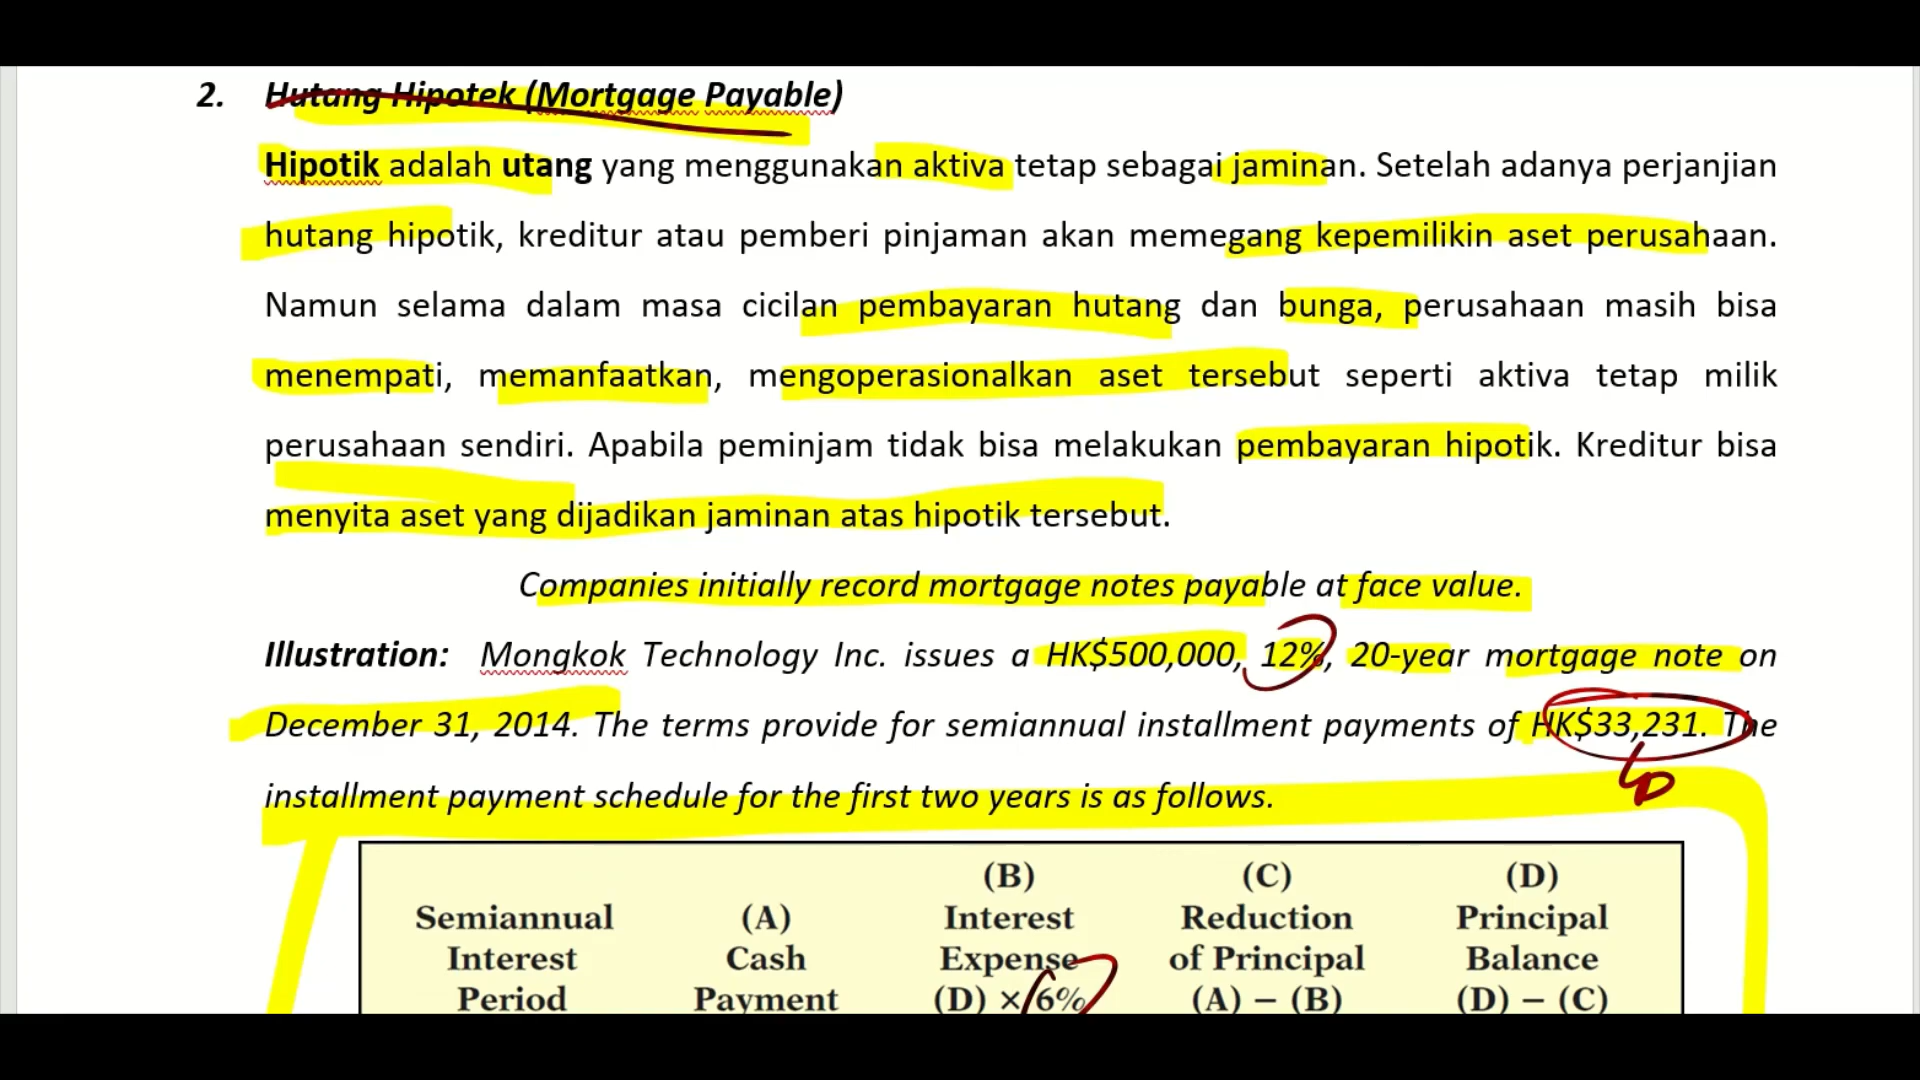 2. Hutang Hipotek (Mortgage Payable)
Hipotik adalah utang yang menggunakan aktiva tetap sebagai jaminan. Setelah adanya perjanjian
hutang hipotik, kreditur atau pemberi pinjaman akan memegang kepemilikin aset perusahaan.
Namun selama dalam masa cicilan pembayaran hutang dan bunga, perusahaan masih bisa
menempati, memanfaatkan, mengoperasionalkan aset tersebut seperti aktiva tetap milik
perusahaan sendiri. Apabila peminjam tidak bisa melakukan pembayaran hipotik. Kreditur bisa
menyita aset yang dijadikan jaminan atas hipotik tersebut.
Companies initially record mortgage notes payable at face value.
Illustration: Mongkok Technology Inc. issues a HK$500,000, 12%, 20-year mortgage note on
December 31, 2014. The terms provide for semiannual installment payments of HK$33,231. The
installment payment schedule for the first two years is as follows.
(B) (C) (D)
Semiannual (A) Interest Reduction Principal
Interest Cash Expense of Principal Balance
Period Payment (D) × 6% (A) – (B) (D) – (C)